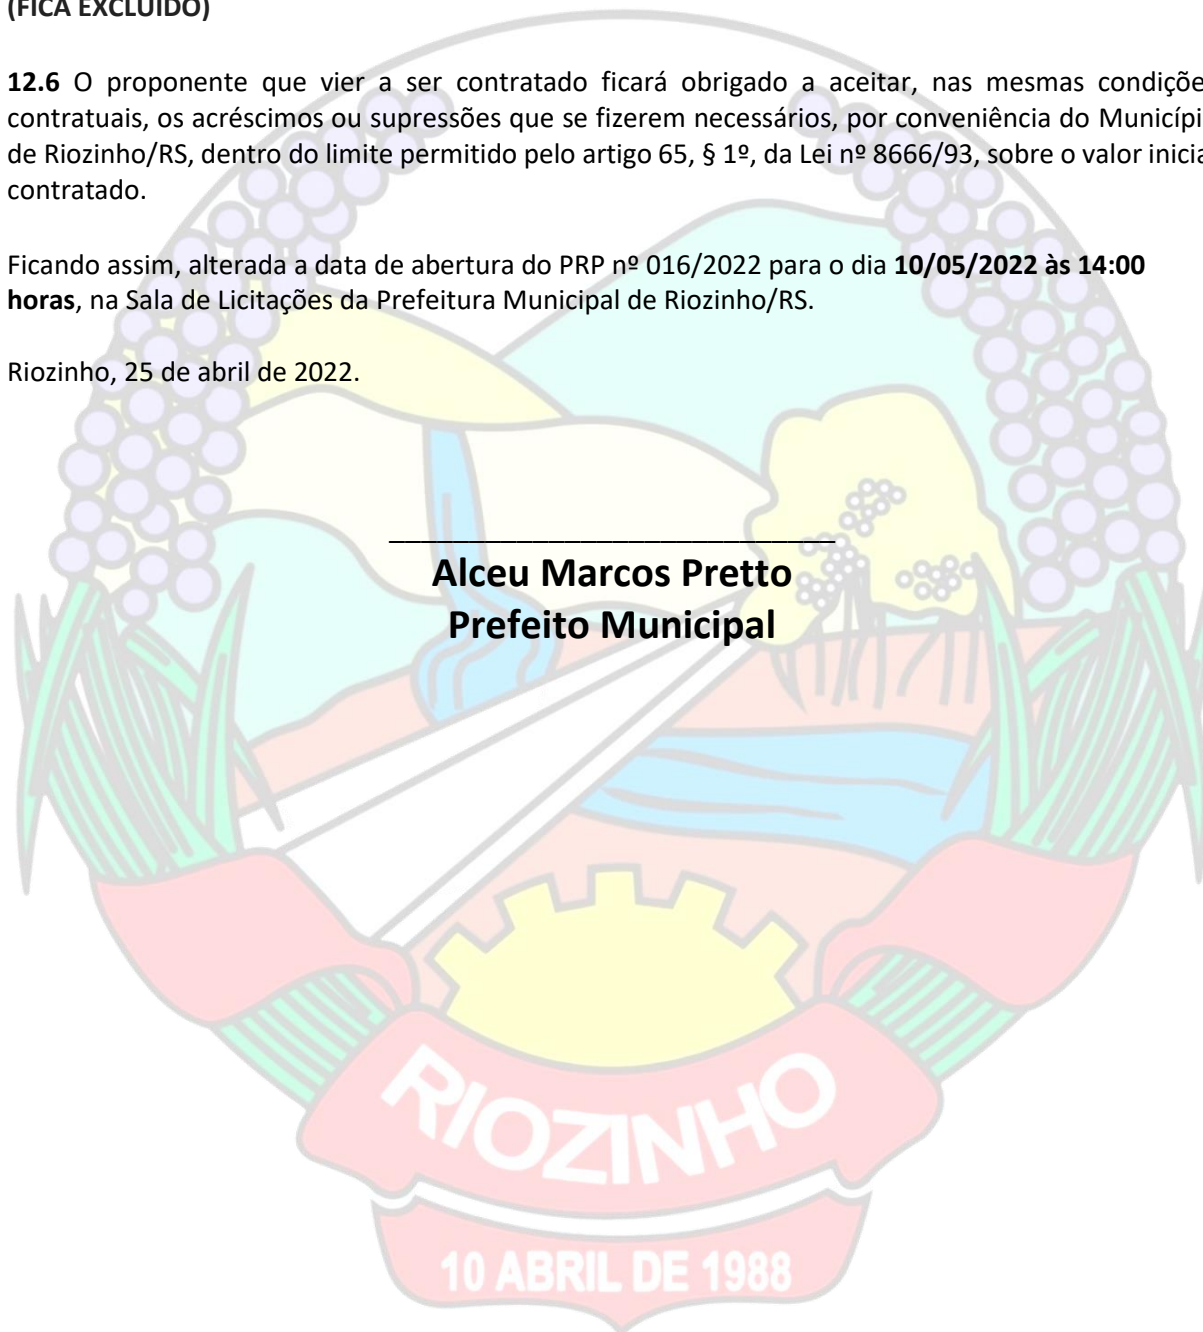 (FICA EXCLUÍDO)
12.6 O proponente que vier a ser contratado ficará obrigado a aceitar, nas mesmas condiçõe
contratuais, os acréscimos ou supressões que se fizerem necessários, por conveniência do Municípi
de Riozinho/RS, dentro do limite permitido pelo artigo 65, § 1º, da Lei nº 8666/93, sobre o valor inicia
contratado.
Ficando assim, alterada a data de abertura do PRP nº 016/2022 para o dia 10/05/2022 às 14:00
horas, na Sala de Licitações da Prefeitura Municipal de Riozinho/RS.
Riozinho, 25 de abril de 2022.
Alceu Marcos Pretto
Prefeito Municipal
RIOZINHO
10 ABRIL DE 1988